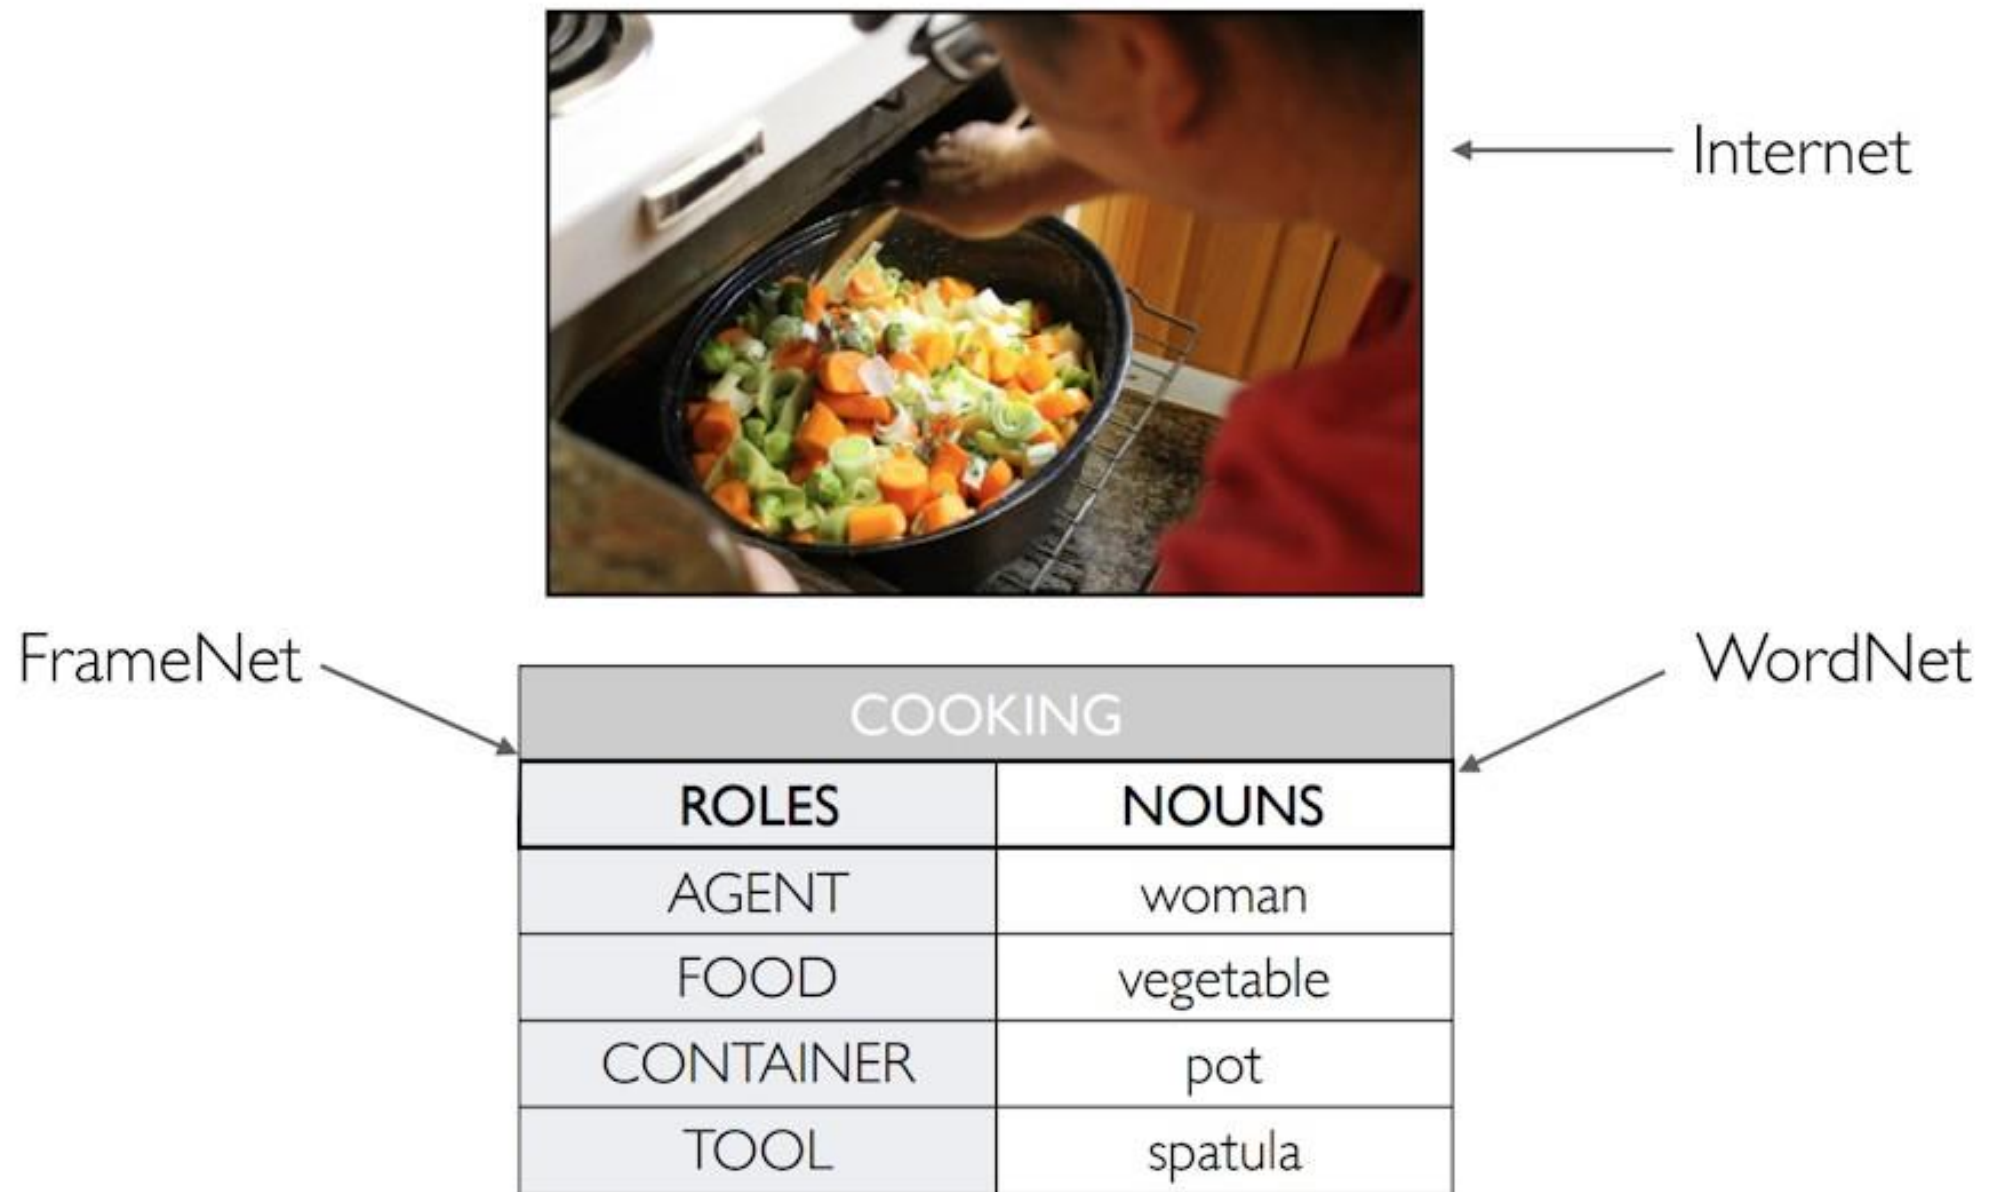 Internet
FrameNet
WordNet
COOKING
ROLES NOUNS
AGENT woman
FOOD vegetable
CONTAINER pot
TOOL spatula